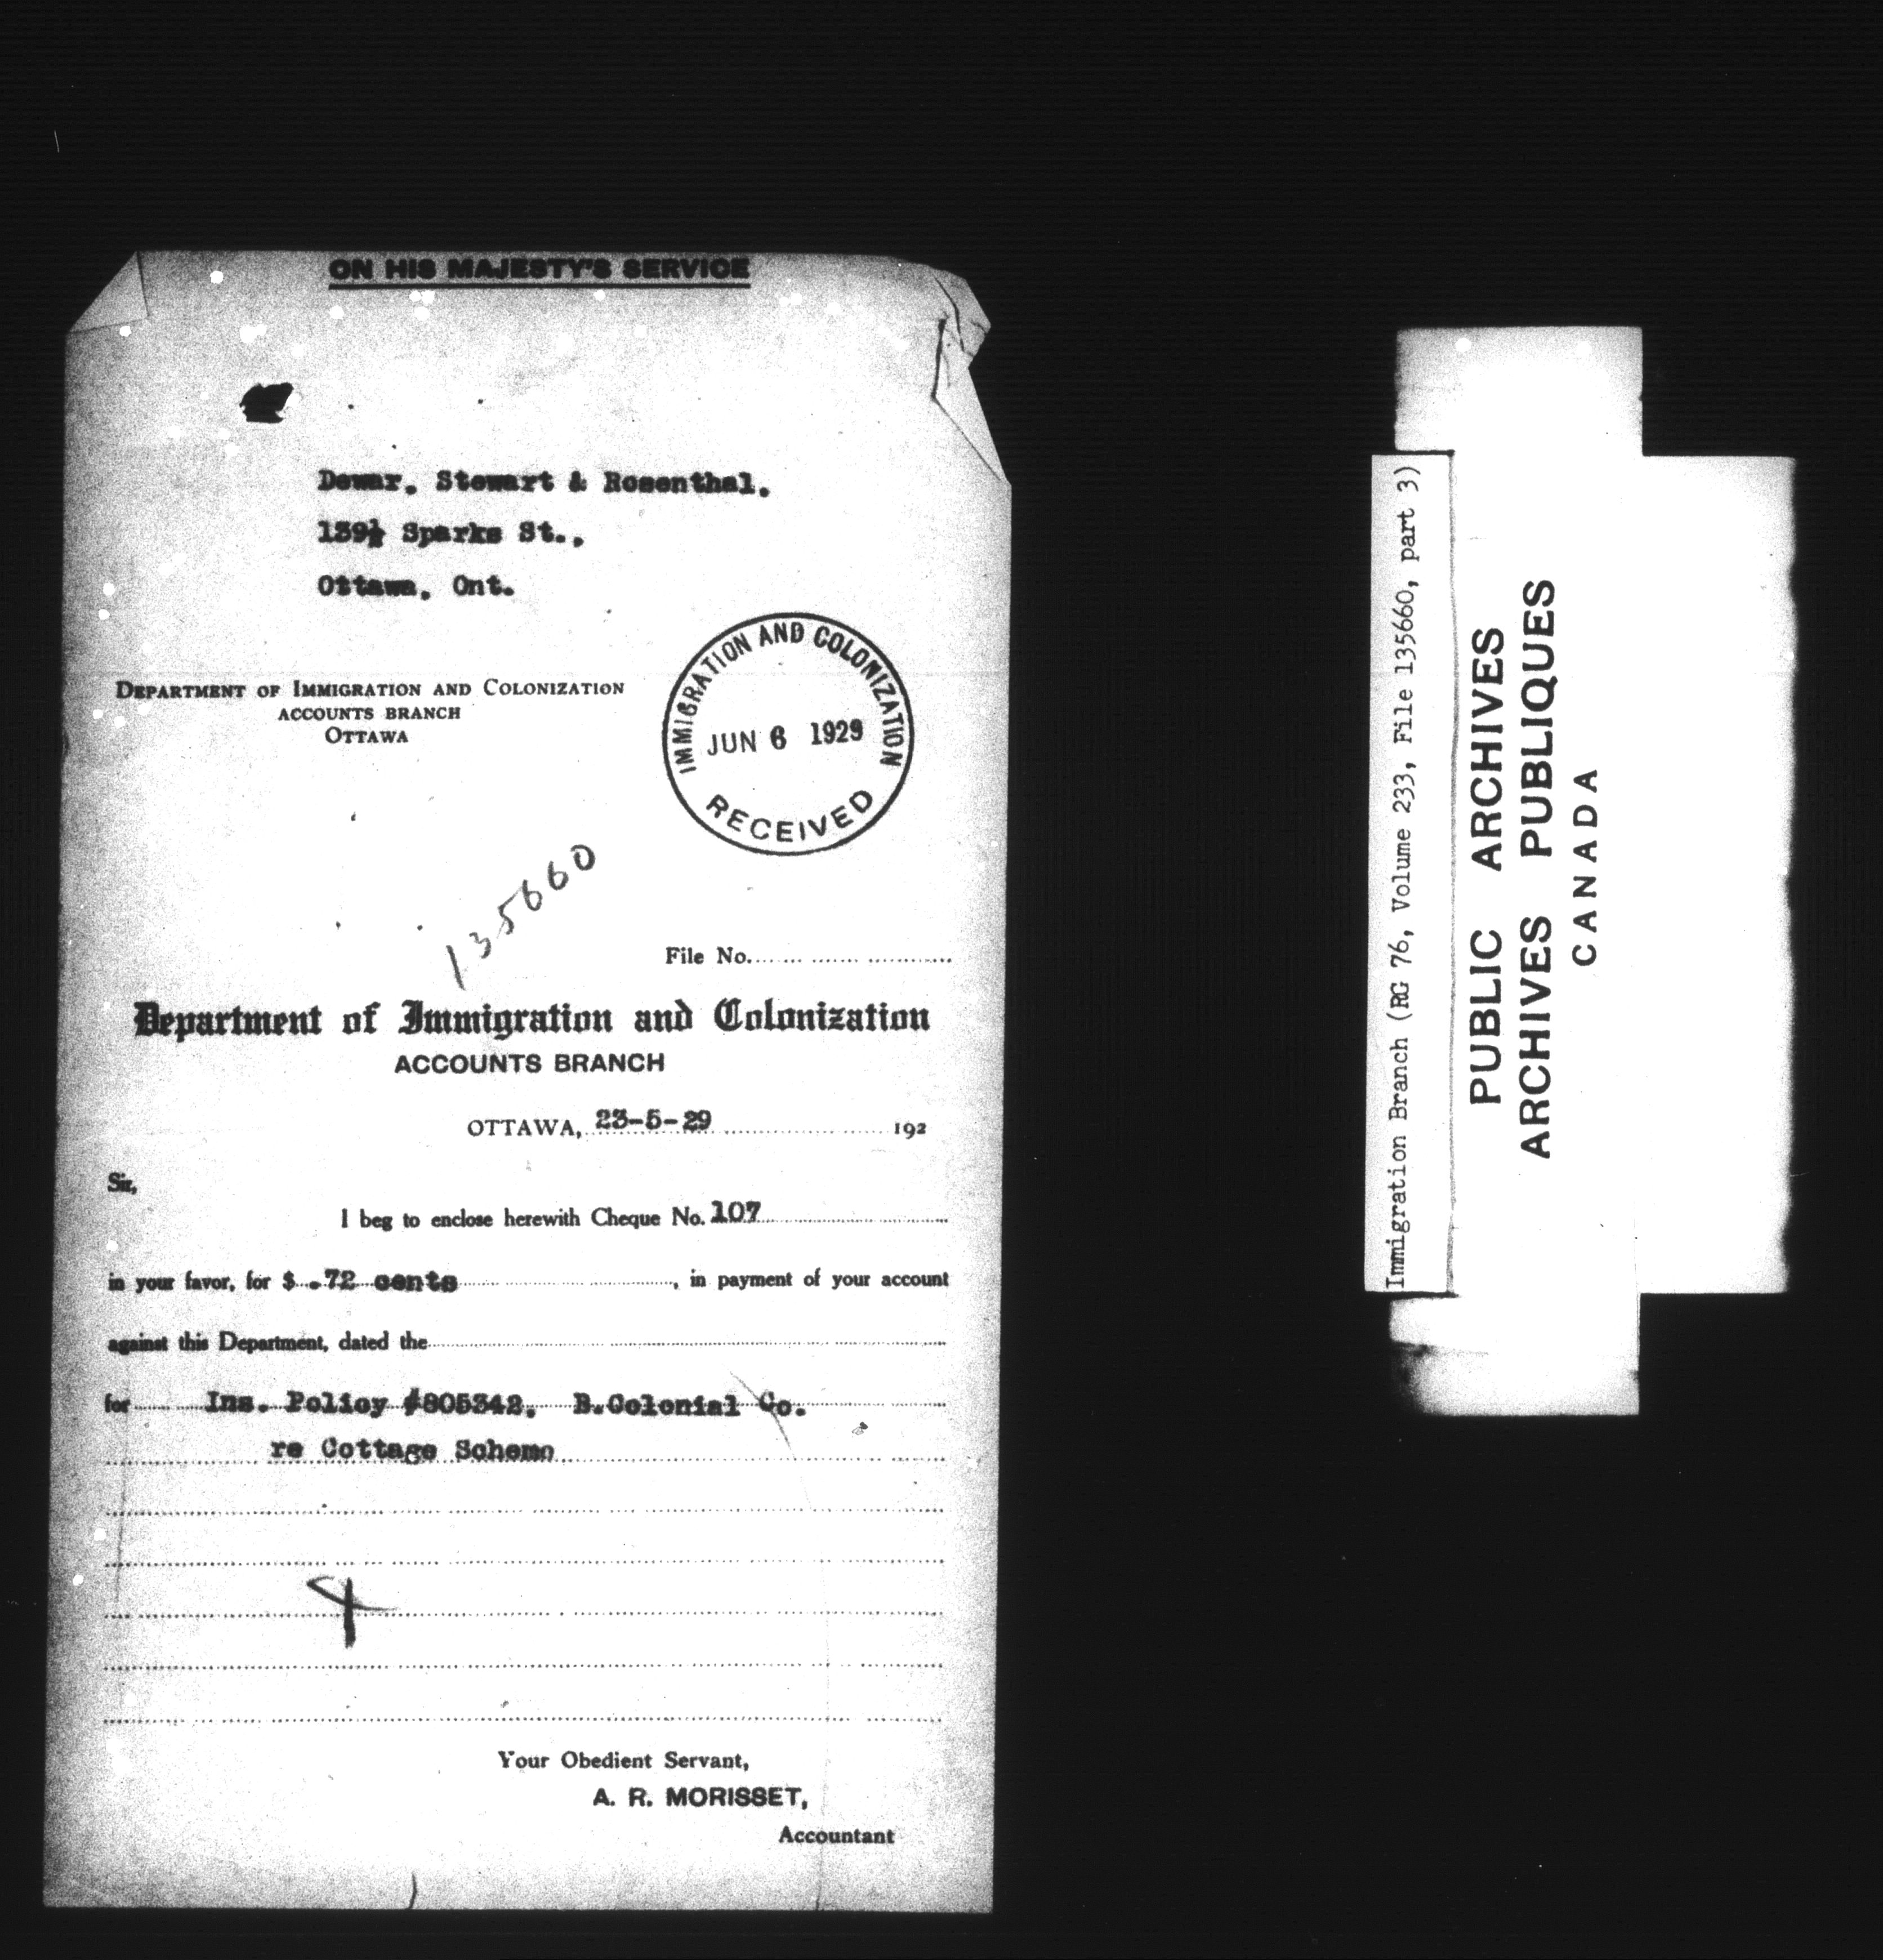 ON HIS MAJESTY'S SERVICE
Dewar, Stewart & Rosenthal,
139½ Sparks St.,
Ottawa, Ont.
DEPARTMENT OF IMMIGRATION AND COLONIZATION
ACCOUNTS BRANCH
OTTAWA
IMMIGRATION AND COLONIZATION
JUN 6 1929
RECEIVED
135660
File No.
Department of Immigration and Colonization
ACCOUNTS BRANCH
OTTAWA, 23-5-29 192
Sir,
I beg to enclose herewith Cheque No. 107
in your favor, for $ .72 cents, in payment of your account
against this Department, dated the
for Ins. Policy #805342, B.Colonial Co.
re Cottage Scheme
Your Obedient Servant,
A. R. MORISSET,
Accountant
Immigration Branch (RG 76, Volume 233, File 135660, part 3)
PUBLIC ARCHIVES
ARCHIVES PUBLIQUES
CANADA